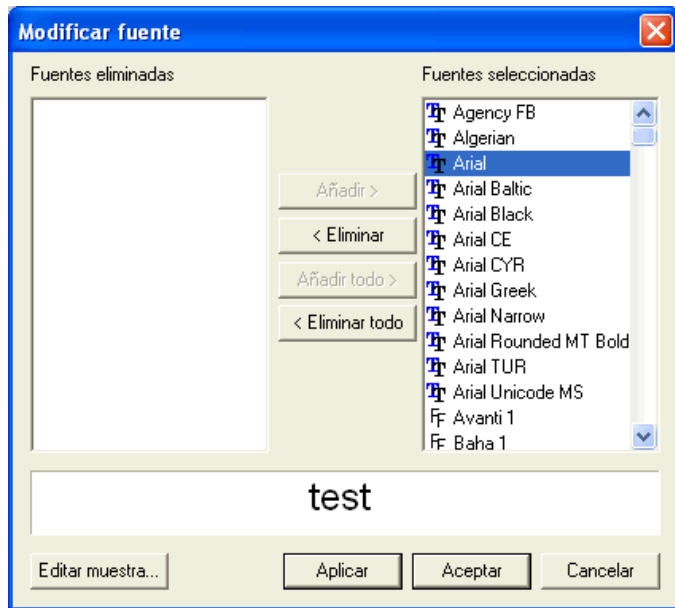 Modificar fuente
Fuentes eliminadas
Fuentes seleccionadas
Añadir >
< Eliminar
Añadir todo >
< Eliminar todo
Agency FB
Algerian
Arial
Arial Baltic
Arial Black
Arial CE
Arial CYR
Arial Greek
Arial Narrow
Arial Rounded MT Bold
Arial TUR
Arial Unicode MS
Avanti 1
Baha 1
test
Editar muestra...
Aplicar
Aceptar
Cancelar